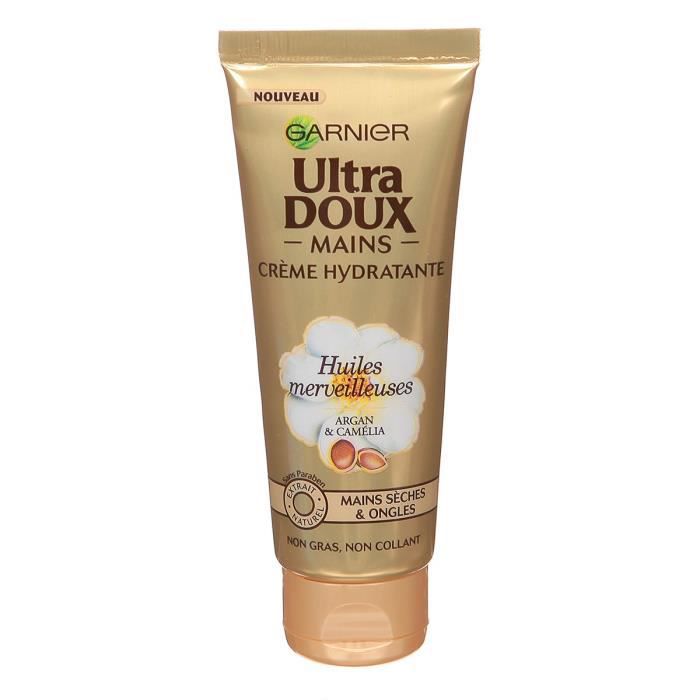 NOUVEAU
GARNIER
Ultra
DOUX
– MAINS –
CRÈME HYDRATANTE
Huiles
merveilleuses
ARGAN
& CAMÉLIA
Sans Paraben
EXTRAIT
NATUREL
MAINS SÈCHES
& ONGLES
NON GRAS, NON COLLANT